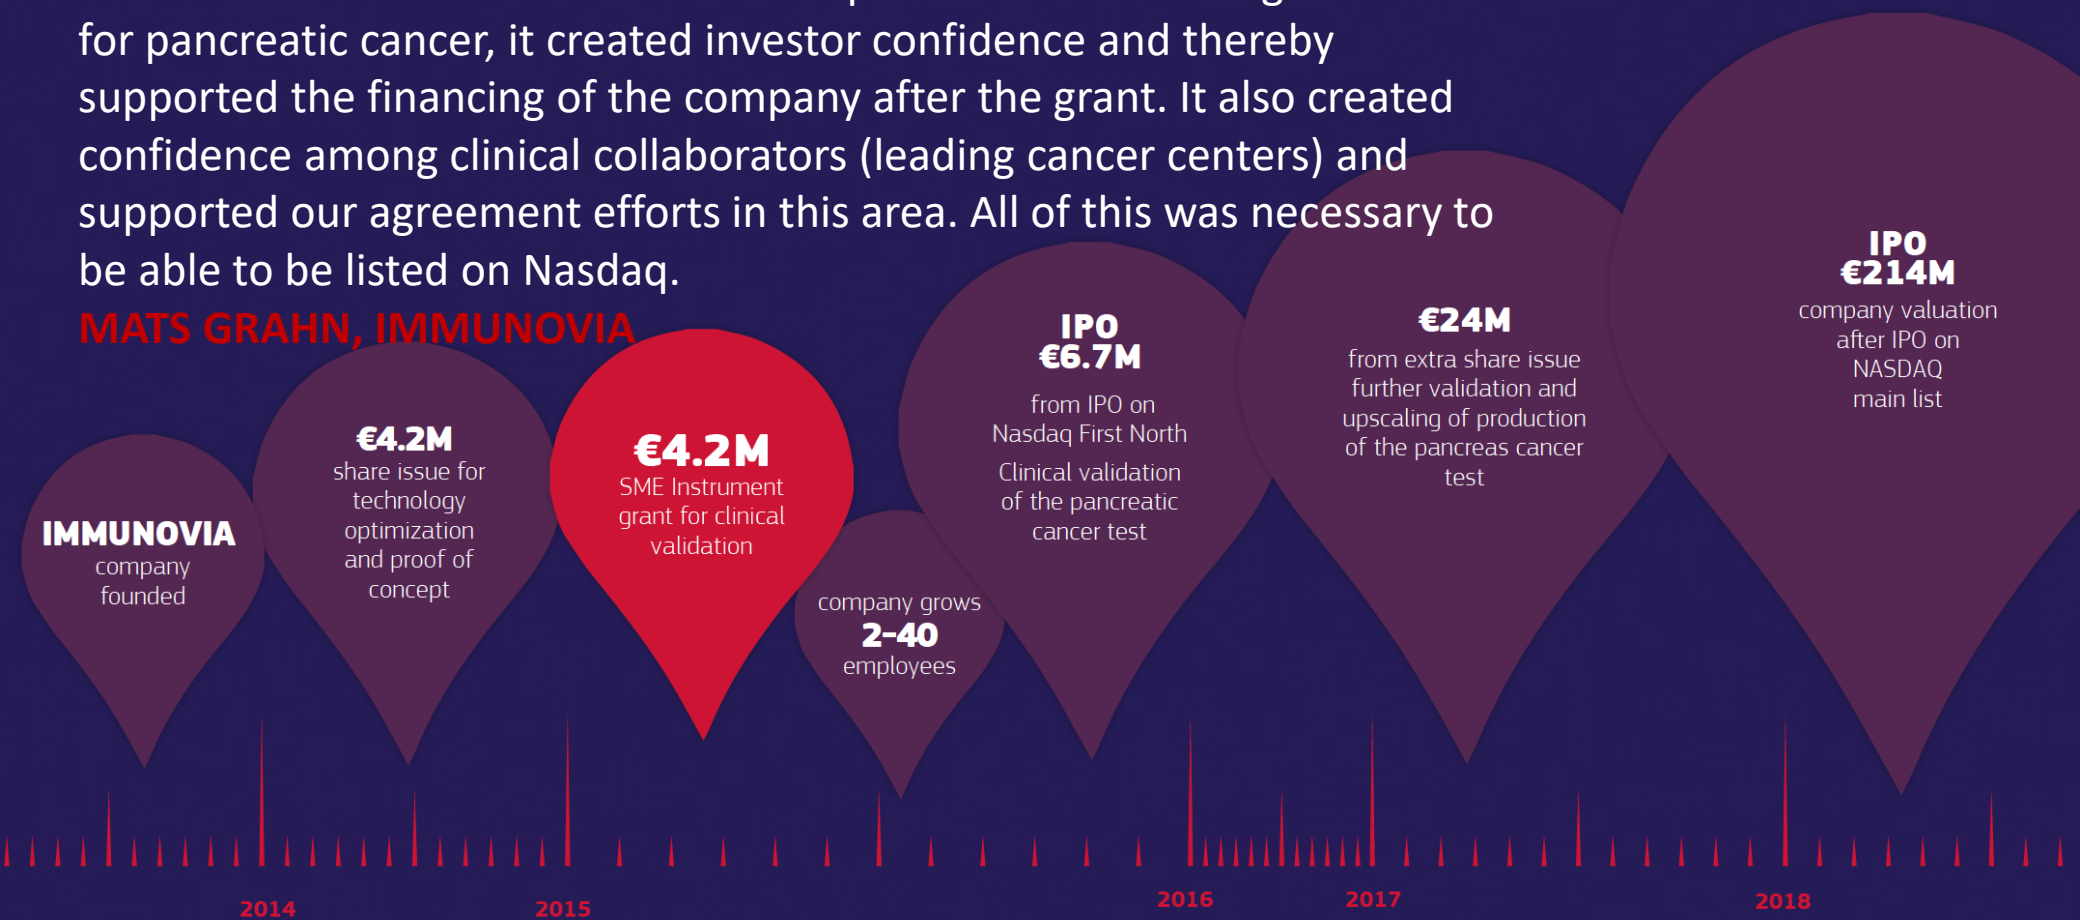 for pancreatic cancer, it created investor confidence and thereby
supported the financing of the company after the grant. It also created
confidence among clinical collaborators (leading cancer centers) and
supported our agreement efforts in this area. All of this was necessary to
be able to be listed on Nasdaq.
MATS GRAHN, IMMUNOVIA
IMMUNOVIA
company
founded
€4.2M
share issue for
technology
optimization
and proof of
concept
€4.2M
SME Instrument
grant for clinical
validation
company grows
2-40
employees
IPO
€6.7M
from IPO on
Nasdaq First North
Clinical validation
of the pancreatic
cancer test
€24M
from extra share issue
further validation and
upscaling of production
of the pancreas cancer
test
IPO
€214M
company valuation
after IPO on
NASDAQ
main list
2014
2015
2016
2017
2018